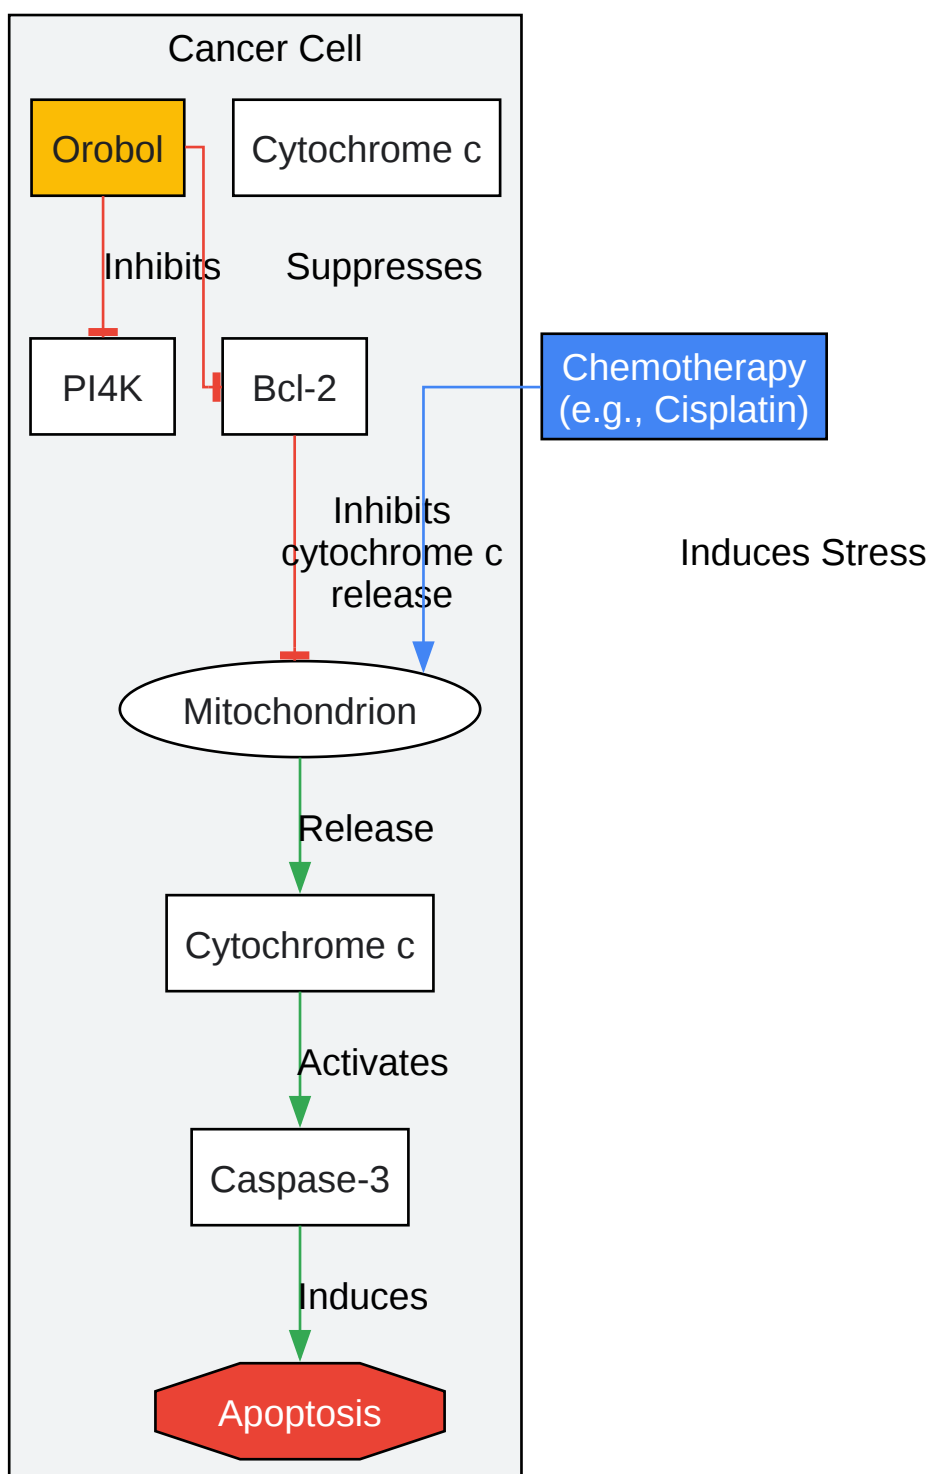 Cancer Cell
Orobol
Cytochrome c
Inhibits
Suppresses
PI4K
Bcl-2
Chemotherapy
(e.g., Cisplatin)
Inhibits
cytochrome c
release
Induces Stress
Mitochondrion
Release
Cytochrome c
Activates
Caspase-3
Induces
Apoptosis